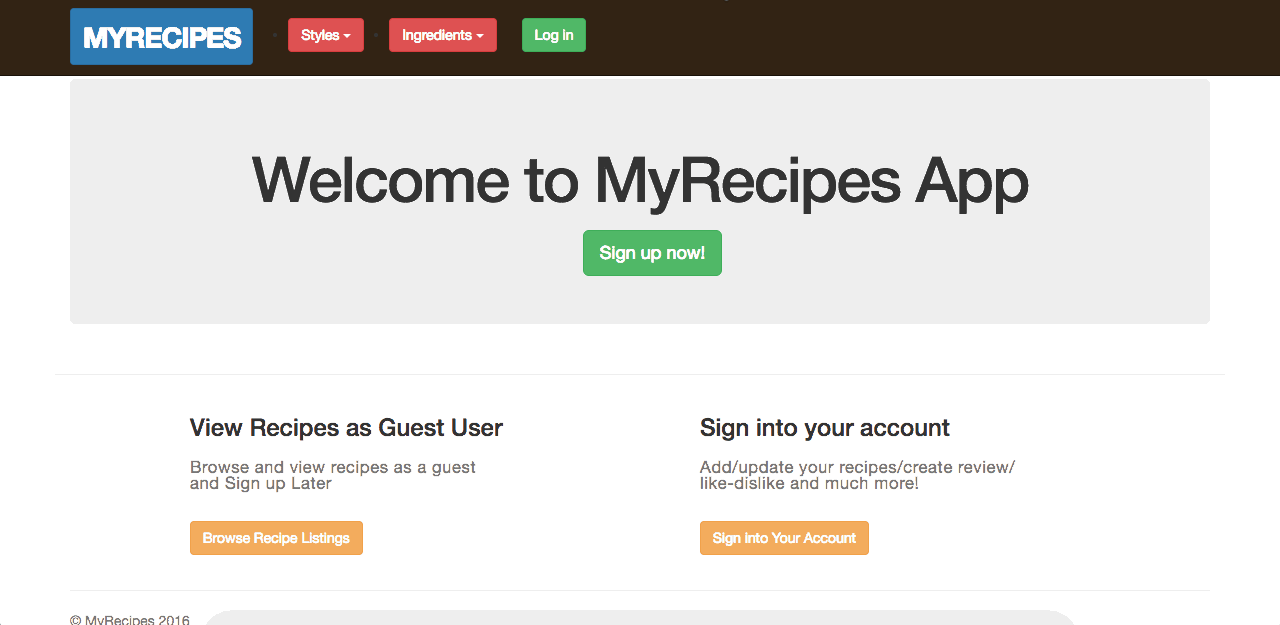 MYRECIPES
Styles
Ingredients
Log in
Welcome to MyRecipes App
Sign up now!
View Recipes as Guest User
Sign into your account
Browse and view recipes as a guest
and Sign up Later
Add/update your recipes/create review/
like-dislike and much more!
Browse Recipe Listings
Sign into Your Account
© MyRecipes 2016